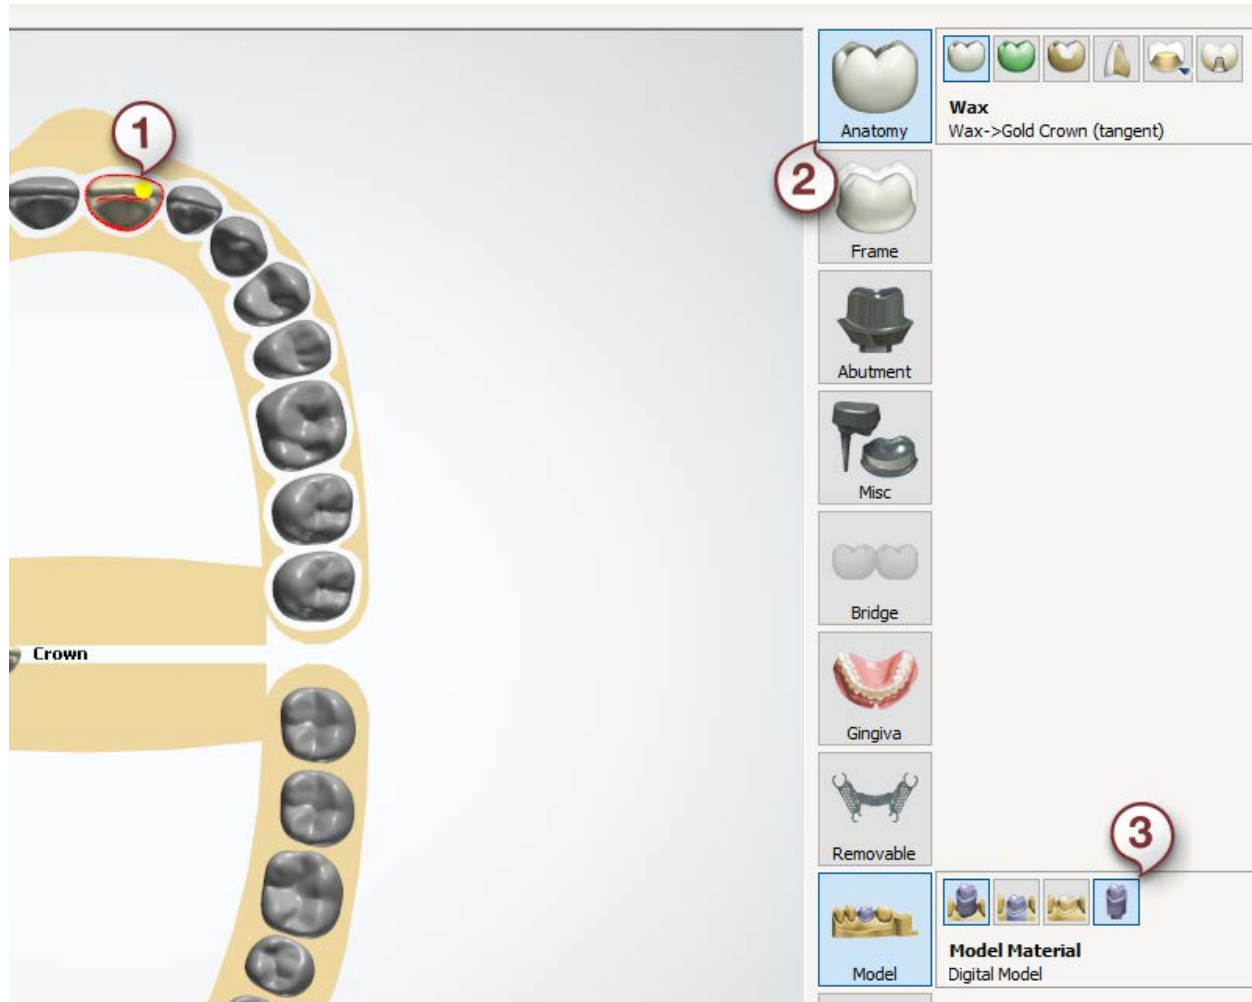 1
Anatomy
Wax
Wax->Gold Crown (tangent)
2
Frame
Abutment
Misc
Bridge
Crown
Gingiva
Removable
3
Model
Model Material
Digital Model